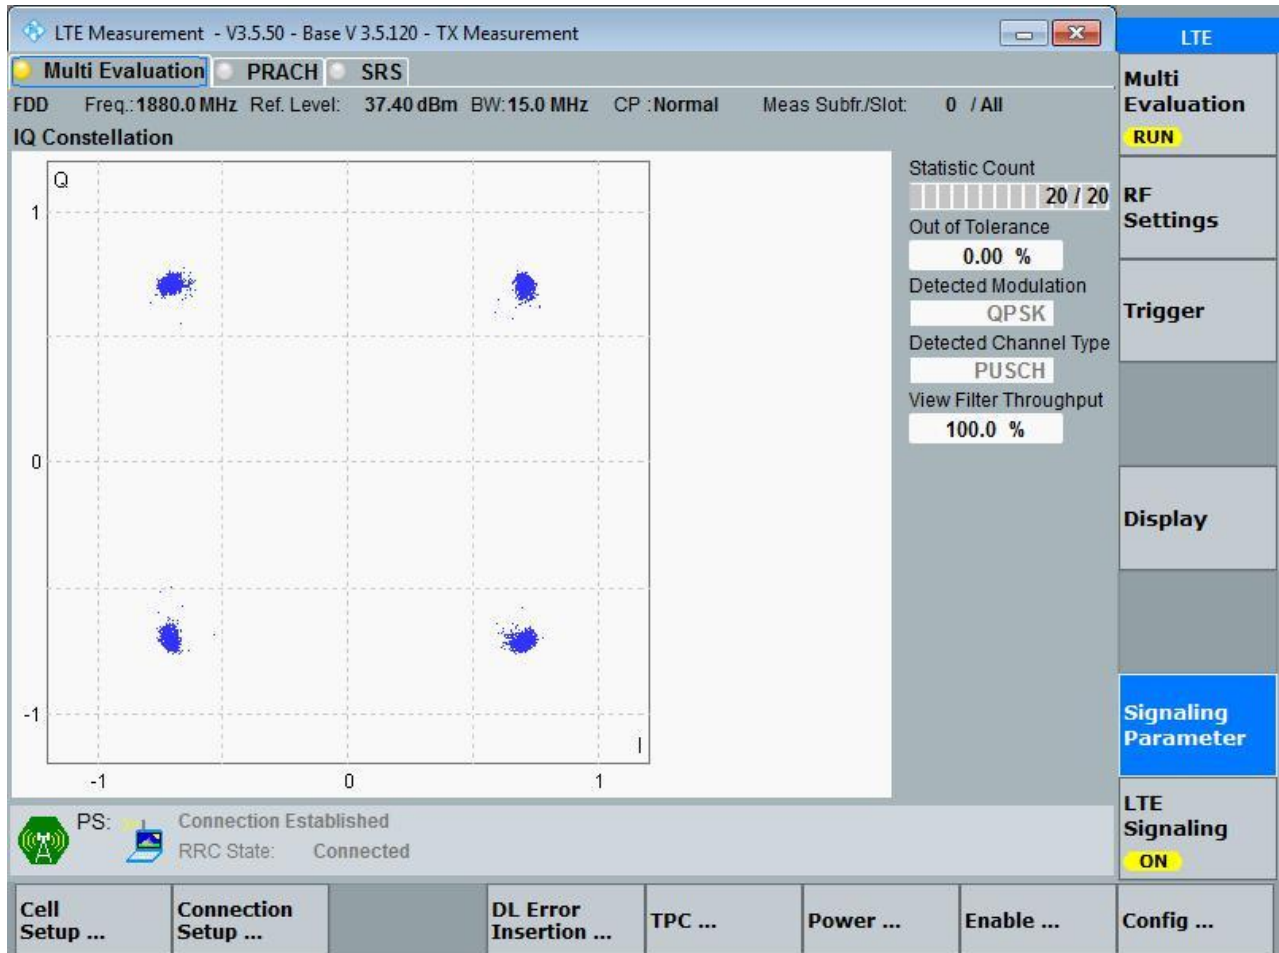 LTE Measurement - V3.5.50 - Base V 3.5.120 - TX Measurement
LTE
Multi Evaluation PRACH SRS
FDD Freq.: 1880.0 MHz Ref. Level: 37.40 dBm BW: 15.0 MHz CP : Normal Meas Subfr./Slot: 0 / All
IQ Constellation
Q
1
0
-1
I
-1 0 1
Statistic Count
20 / 20
Out of Tolerance
0.00 %
Detected Modulation
QPSK
Detected Channel Type
PUSCH
View Filter Throughput
100.0 %
Multi
Evaluation
RUN
RF
Settings
Trigger
Display
Signaling
Parameter
LTE
Signaling
ON
PS: Connection Established
RRC State: Connected
Cell
Setup ...
Connection
Setup ...
DL Error
Insertion ...
TPC ...
Power ...
Enable ...
Config ...